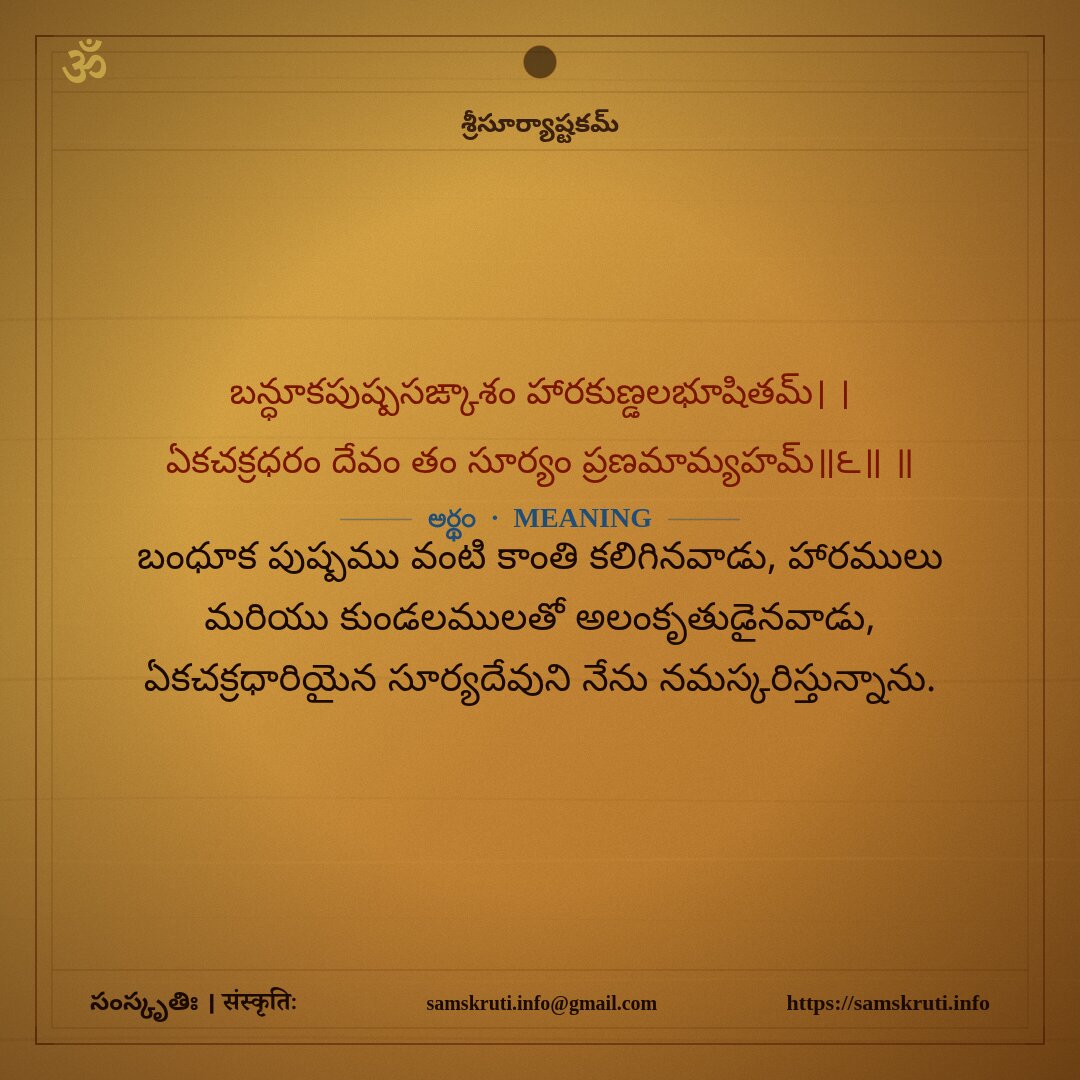 ॐ
శ్రీసూర్యాష్టకమ్
బన్ధూకపుష్పసఙ్కాశం హారకుణ్డలభూషితమ్| |
ఏకచక్రధరం దేవం తం సూర్యం ప్రణమామ్యహమ్॥౬॥ ॥
అర్థం · MEANING
బంధూక పుష్పము వంటి కాంతి కలిగినవాడు, హారములు
మరియు కుండలములతో అలంకృతుడైనవాడు,
ఏకచక్రధారియైన సూర్యదేవుని నేను నమస్కరిస్తున్నాను.
సంస్కృతిః | संस्कृतिः samskruti.info@gmail.com https://samskruti.info